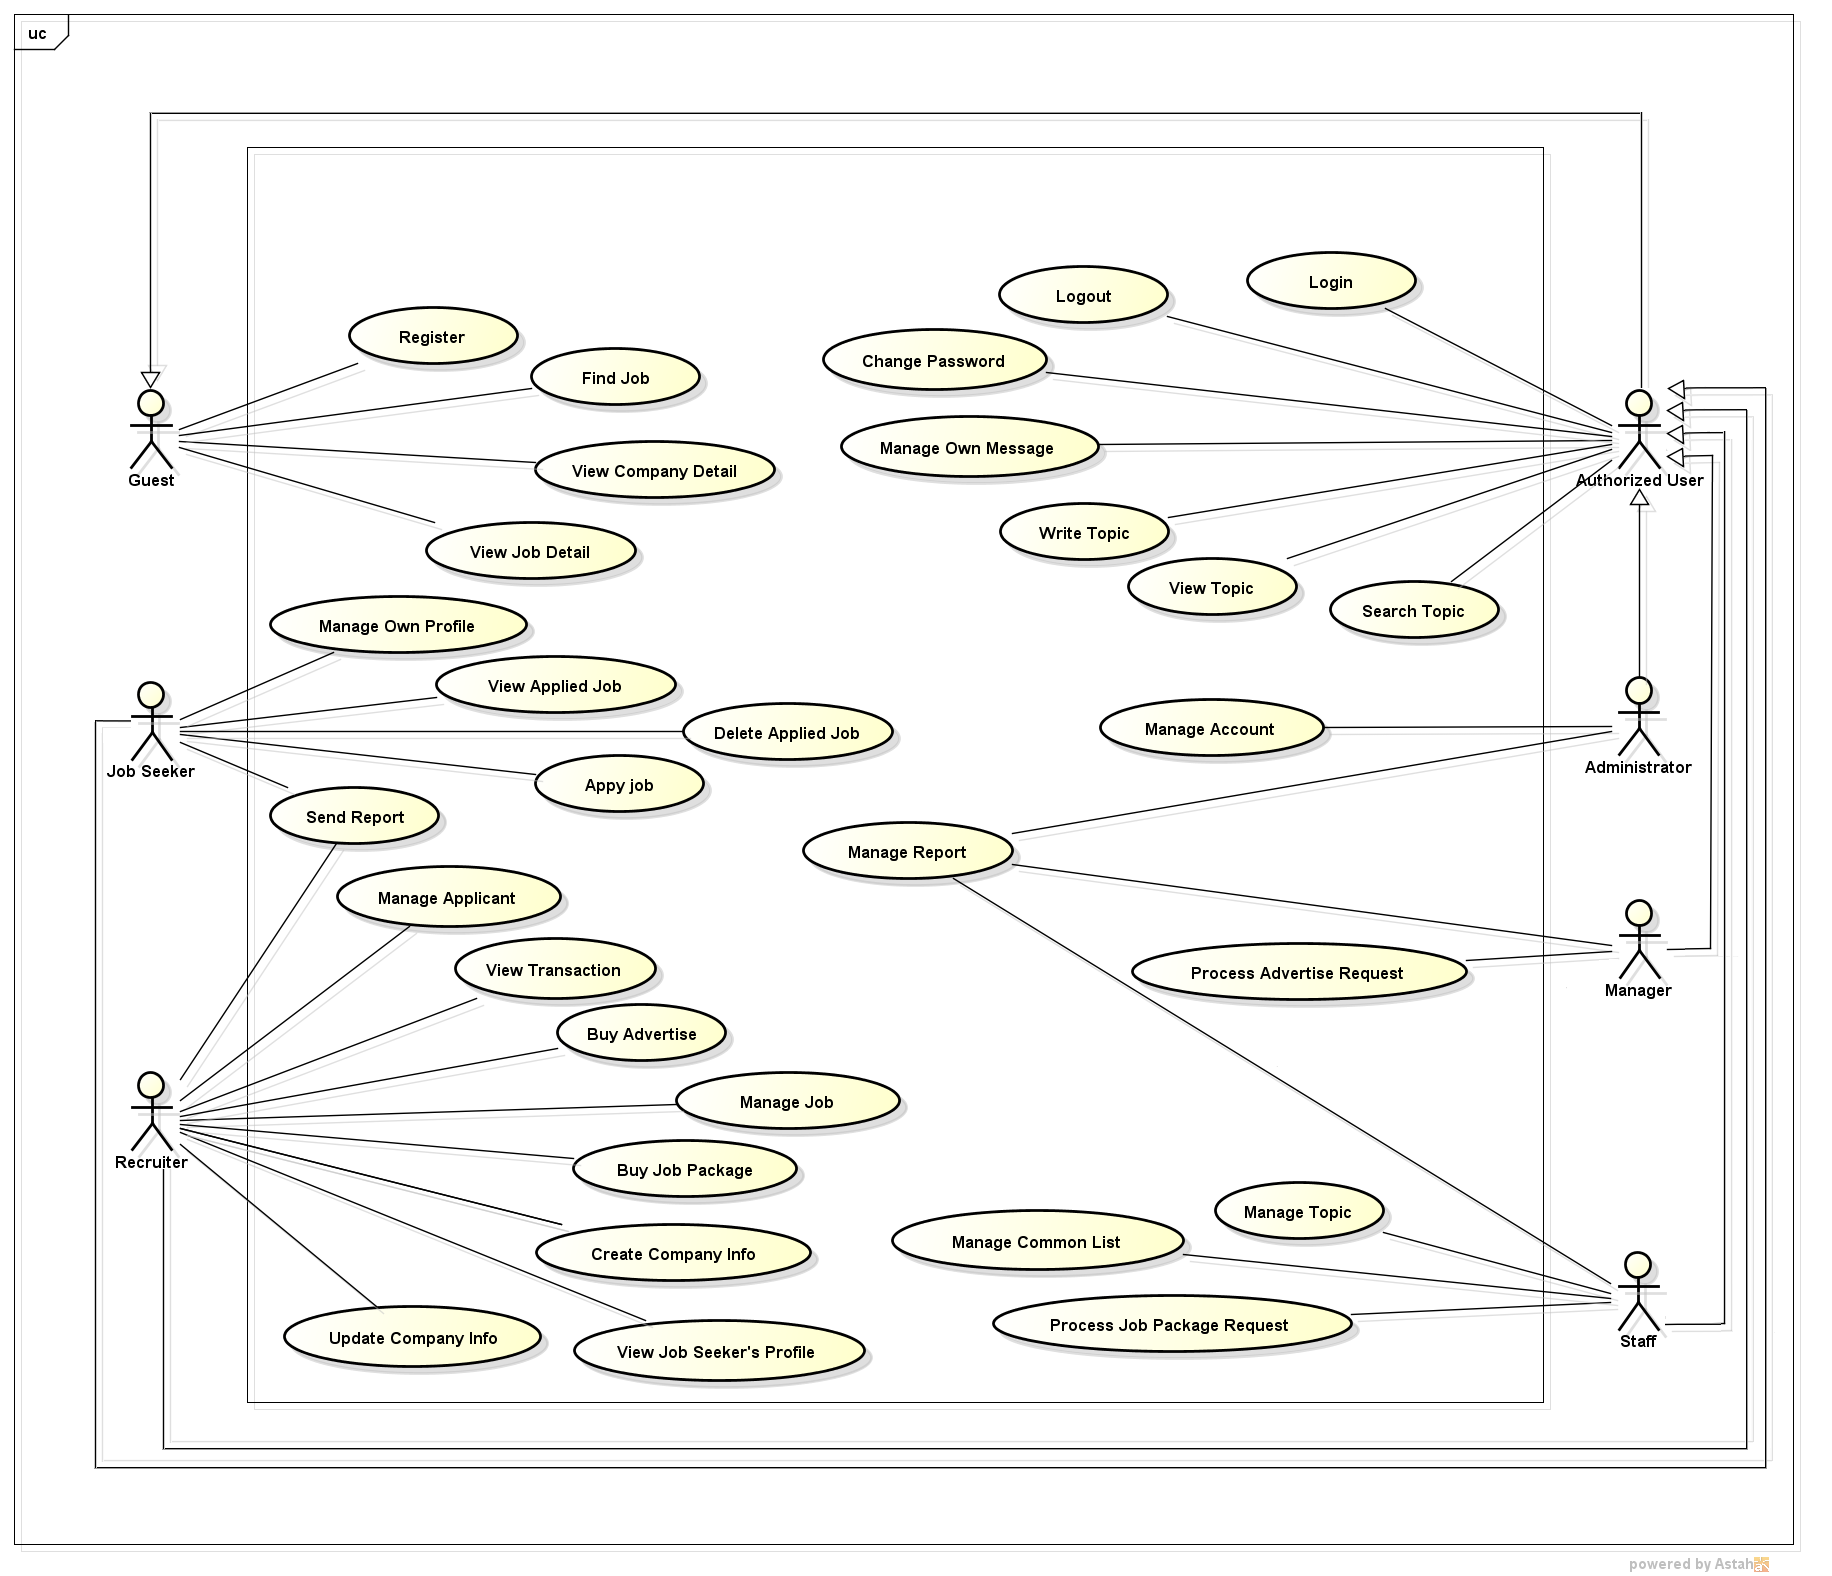 uc
Login
Logout
Register
Change Password
Find Job
Manage Own Message
View Company Detail
Guest
Authorized User
Write Topic
View Job Detail
View Topic
Search Topic
Manage Own Profile
View Applied Job
Manage Account
Delete Applied Job
Administrator
Job Seeker
Appy job
Send Report
Manage Report
Manage Applicant
View Transaction
Process Advertise Request
Manager
Buy Advertise
Manage Job
Recruiter
Buy Job Package
Manage Topic
Manage Common List
Create Company Info
Process Job Package Request
Update Company Info
Staff
View Job Seeker's Profile
powered by Astah